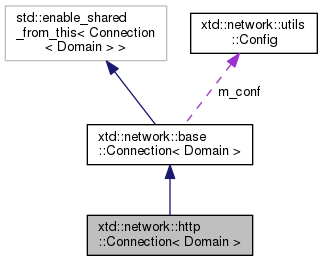 std::enable_shared
_from_this< Connection
< Domain > >
xtd::network::utils
::Config
m_conf
xtd::network::base
::Connection< Domain >
xtd::network::http
::Connection< Domain >